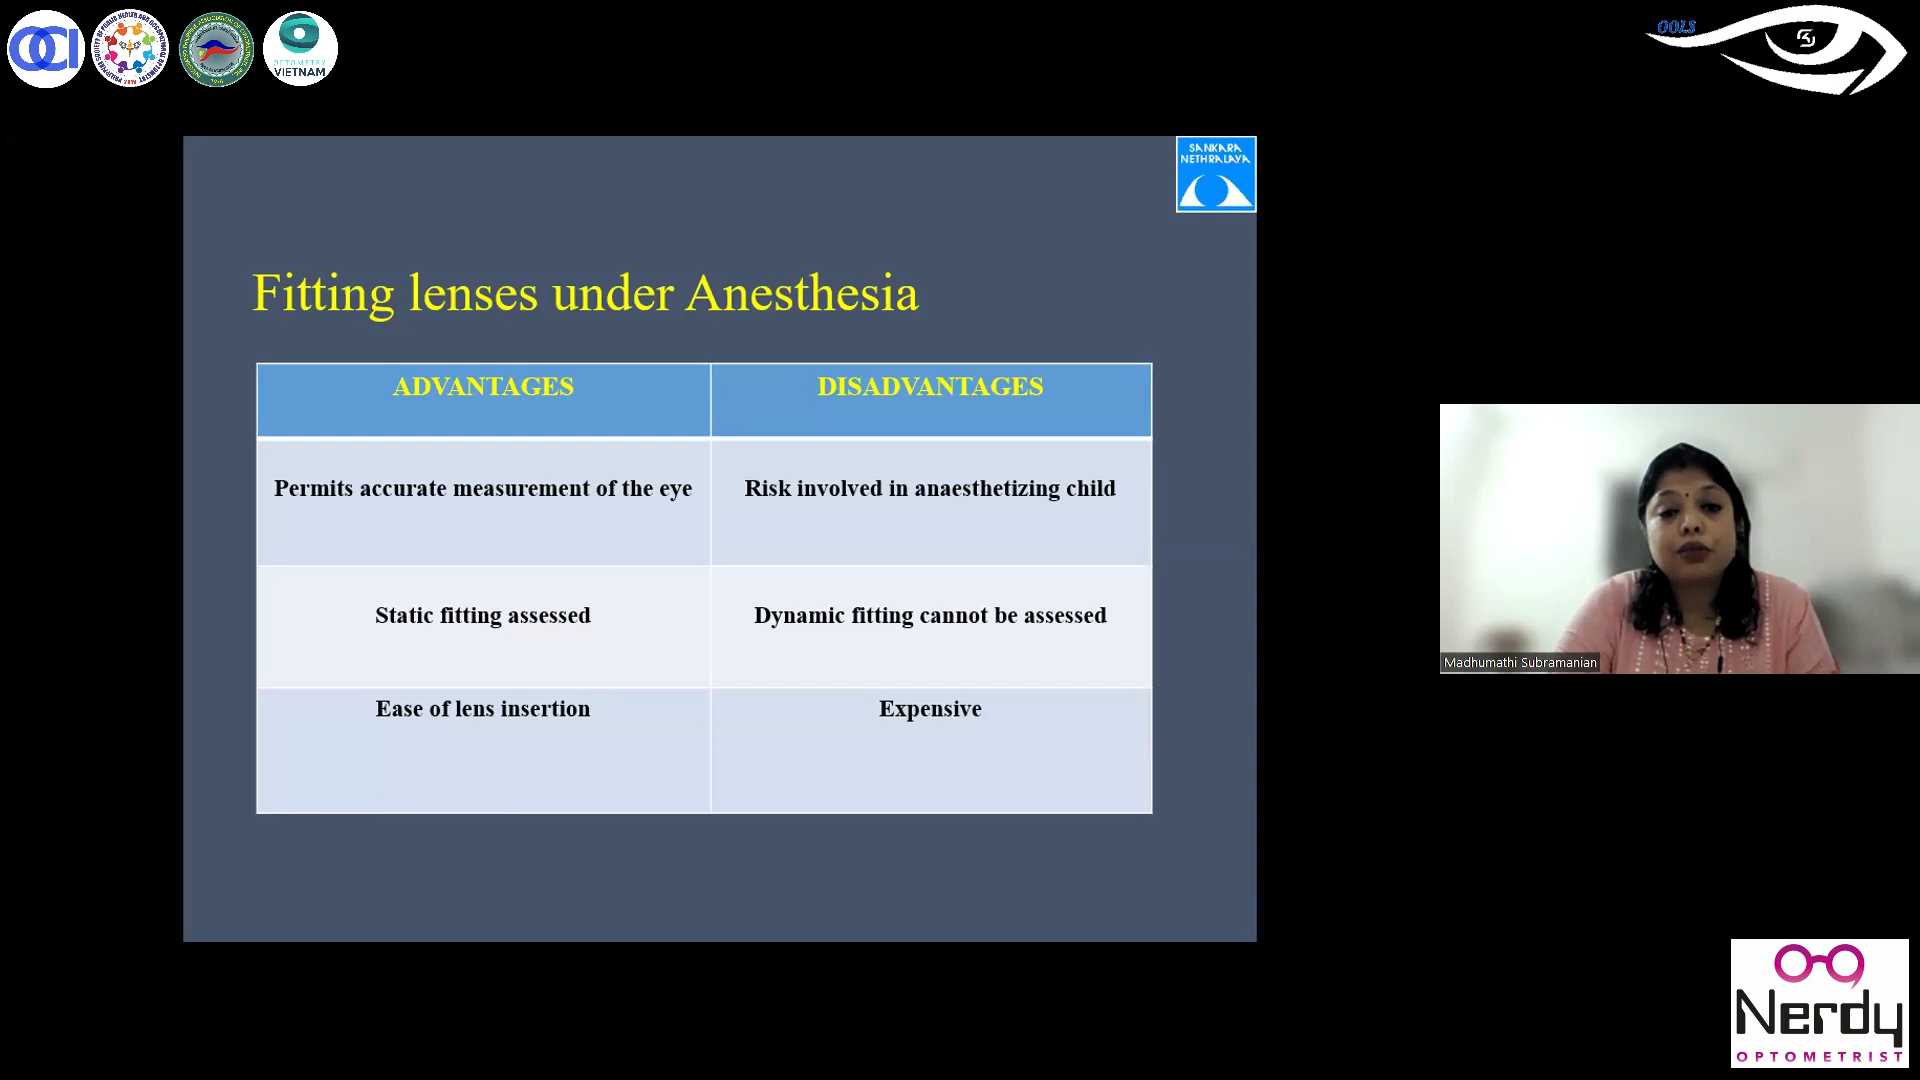 OCI
OPTOMETRY
VIETNAM
OOLS
SANKARA
NETHRALAYA
Fitting lenses under Anesthesia
ADVANTAGES
DISADVANTAGES
Permits accurate measurement of the eye
Risk involved in anaesthetizing child
Static fitting assessed
Dynamic fitting cannot be assessed
Ease of lens insertion
Expensive
Madhumathi Subramanian
Nerdy
OPTOMETRIST